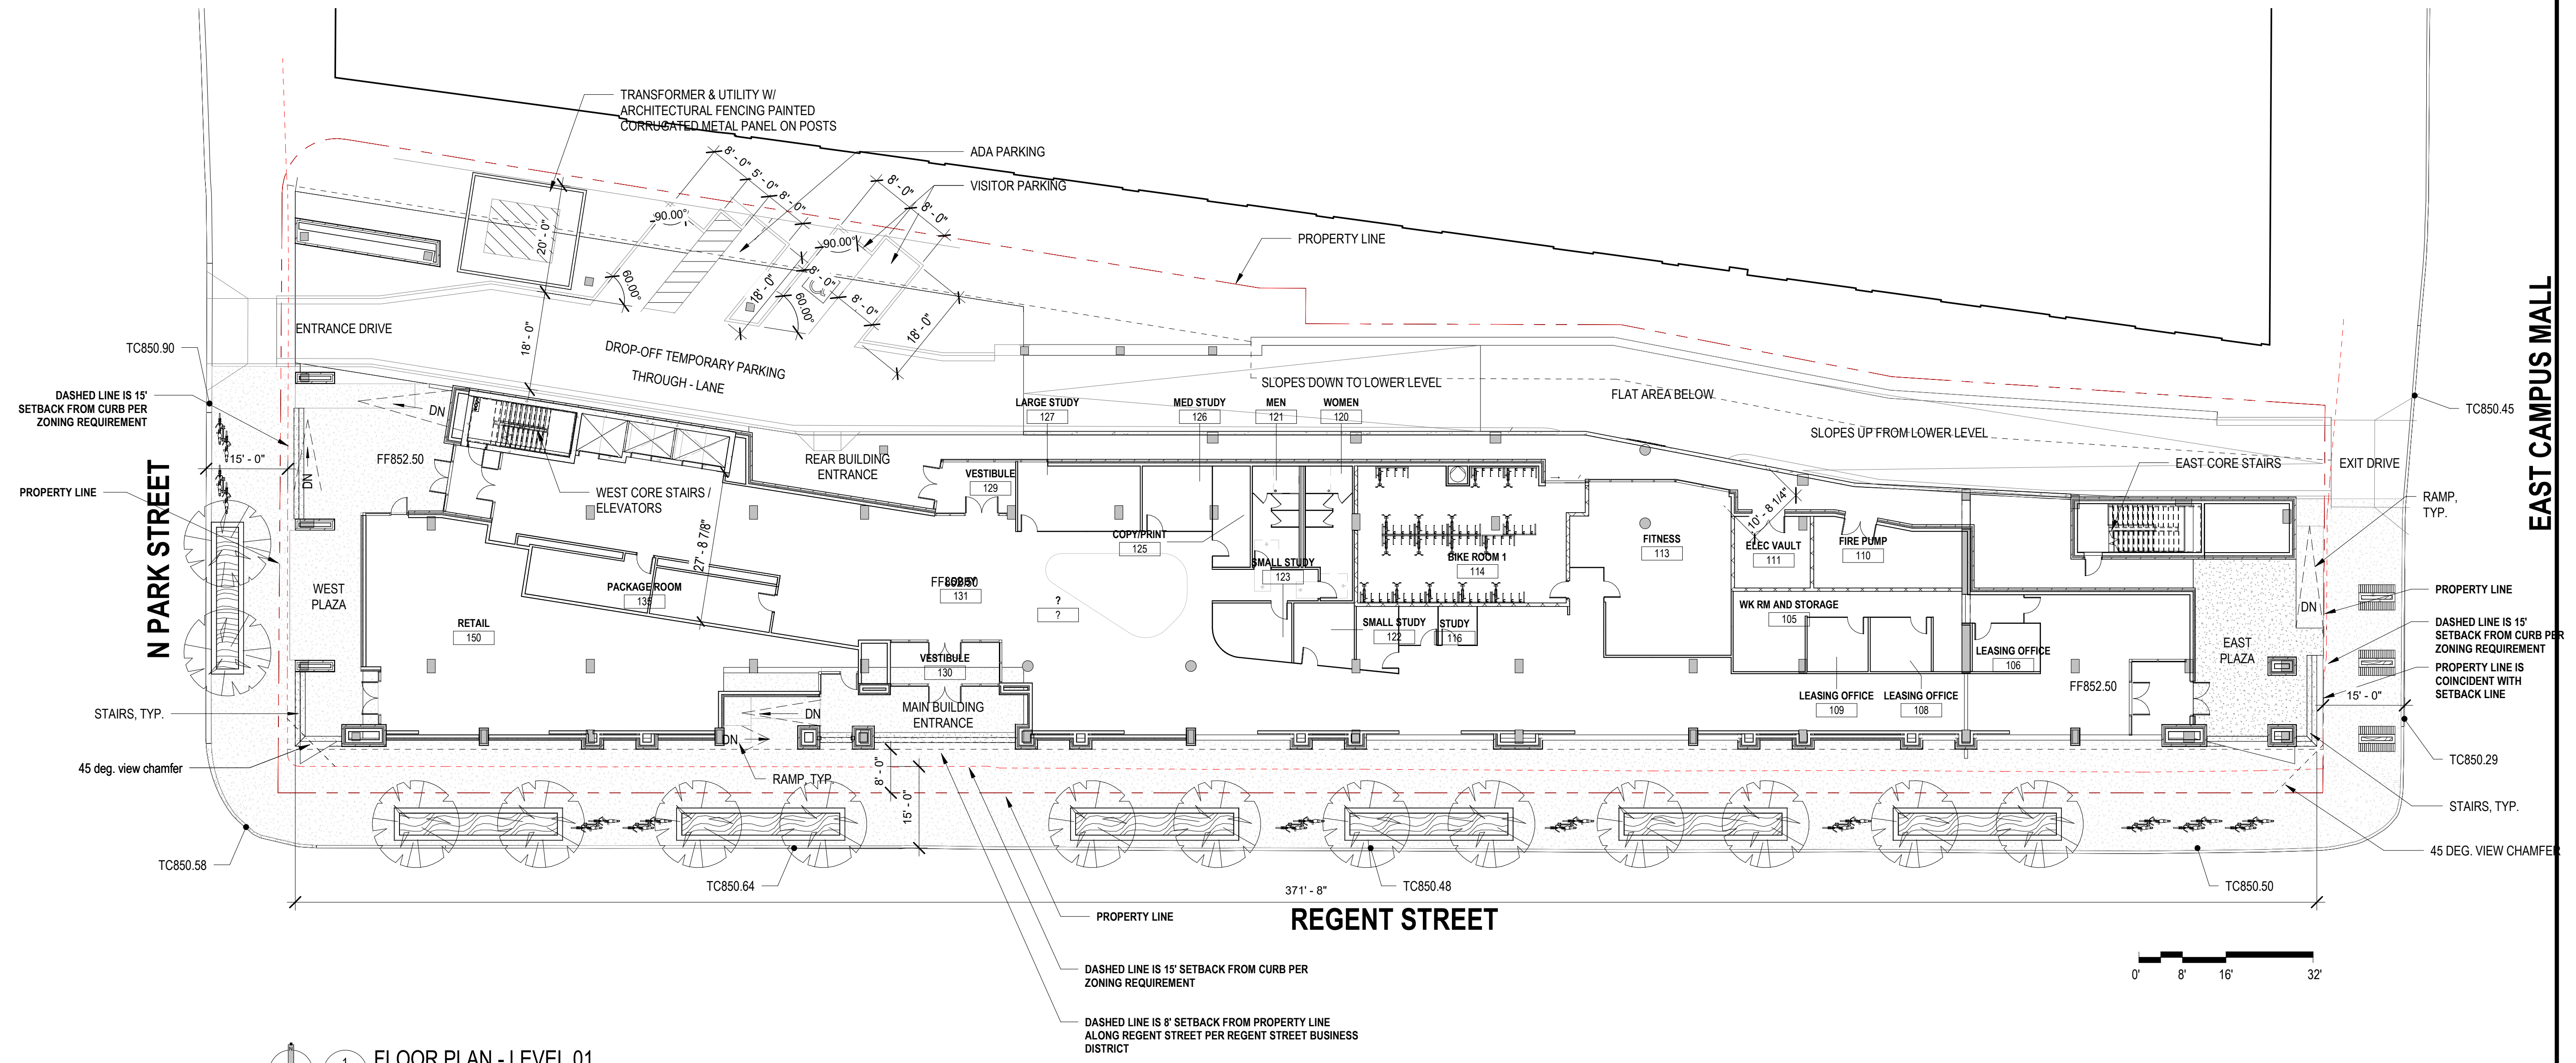 TRANSFORMER & UTILITY W/
ARCHITECTURAL FENCING PAINTED
CORRUGATED METAL PANEL ON POSTS
ADA PARKING
VISITOR PARKING
PROPERTY LINE
8' - 0"
5' - 0"
8' - 0"
8' - 0"
8' - 0"
90.00°
90.00°
20' - 0"
60.00°
18' - 0"
8' - 0"
8' - 0"
60.00°
18' - 0"
18' - 0"
ENTRANCE DRIVE
DROP-OFF TEMPORARY PARKING
THROUGH - LANE
TC850.90
DASHED LINE IS 15'
SETBACK FROM CURB PER
ZONING REQUIREMENT
15' - 0"
PROPERTY LINE
N PARK STREET
DN
DN
FF852.50
WEST CORE STAIRS /
ELEVATORS
REAR BUILDING
ENTRANCE
VESTIBULE
129
LARGE STUDY
127
MED STUDY
126
MEN
121
WOMEN
120
SLOPES DOWN TO LOWER LEVEL
FLAT AREA BELOW
SLOPES UP FROM LOWER LEVEL
EAST CORE STAIRS
EXIT DRIVE
TC850.45
RAMP,
TYP.
EAST CAMPUS MALL
27' - 8 7/8"
COPY/PRINT
125
SMALL STUDY
123
BIKE ROOM 1
114
FITNESS
113
10' - 8 1/4"
ELEC VAULT
111
FIRE PUMP
110
WEST
PLAZA
RETAIL
150
PACKAGE ROOM
135
LOBBY
131
?
?
SMALL STUDY
122
STUDY
116
WK RM AND STORAGE
105
LEASING OFFICE
106
LEASING OFFICE
109
LEASING OFFICE
108
FF852.50
EAST
PLAZA
DN
PROPERTY LINE
DASHED LINE IS 15'
SETBACK FROM CURB PER
ZONING REQUIREMENT
PROPERTY LINE IS
COINCIDENT WITH
SETBACK LINE
15' - 0"
VESTIBULE
130
MAIN BUILDING
ENTRANCE
DN
DN
STAIRS, TYP.
45 deg. view chamfer
RAMP, TYP.
8' - 0"
15' - 0"
TC850.29
STAIRS, TYP.
45 DEG. VIEW CHAMFER
TC850.58
TC850.64
TC850.48
TC850.50
371' - 8"
REGENT STREET
PROPERTY LINE
DASHED LINE IS 15' SETBACK FROM CURB PER
ZONING REQUIREMENT
DASHED LINE IS 8' SETBACK FROM PROPERTY LINE
ALONG REGENT STREET PER REGENT STREET BUSINESS
DISTRICT
0' 8' 16' 32'
1
FLOOR PLAN - LEVEL 01